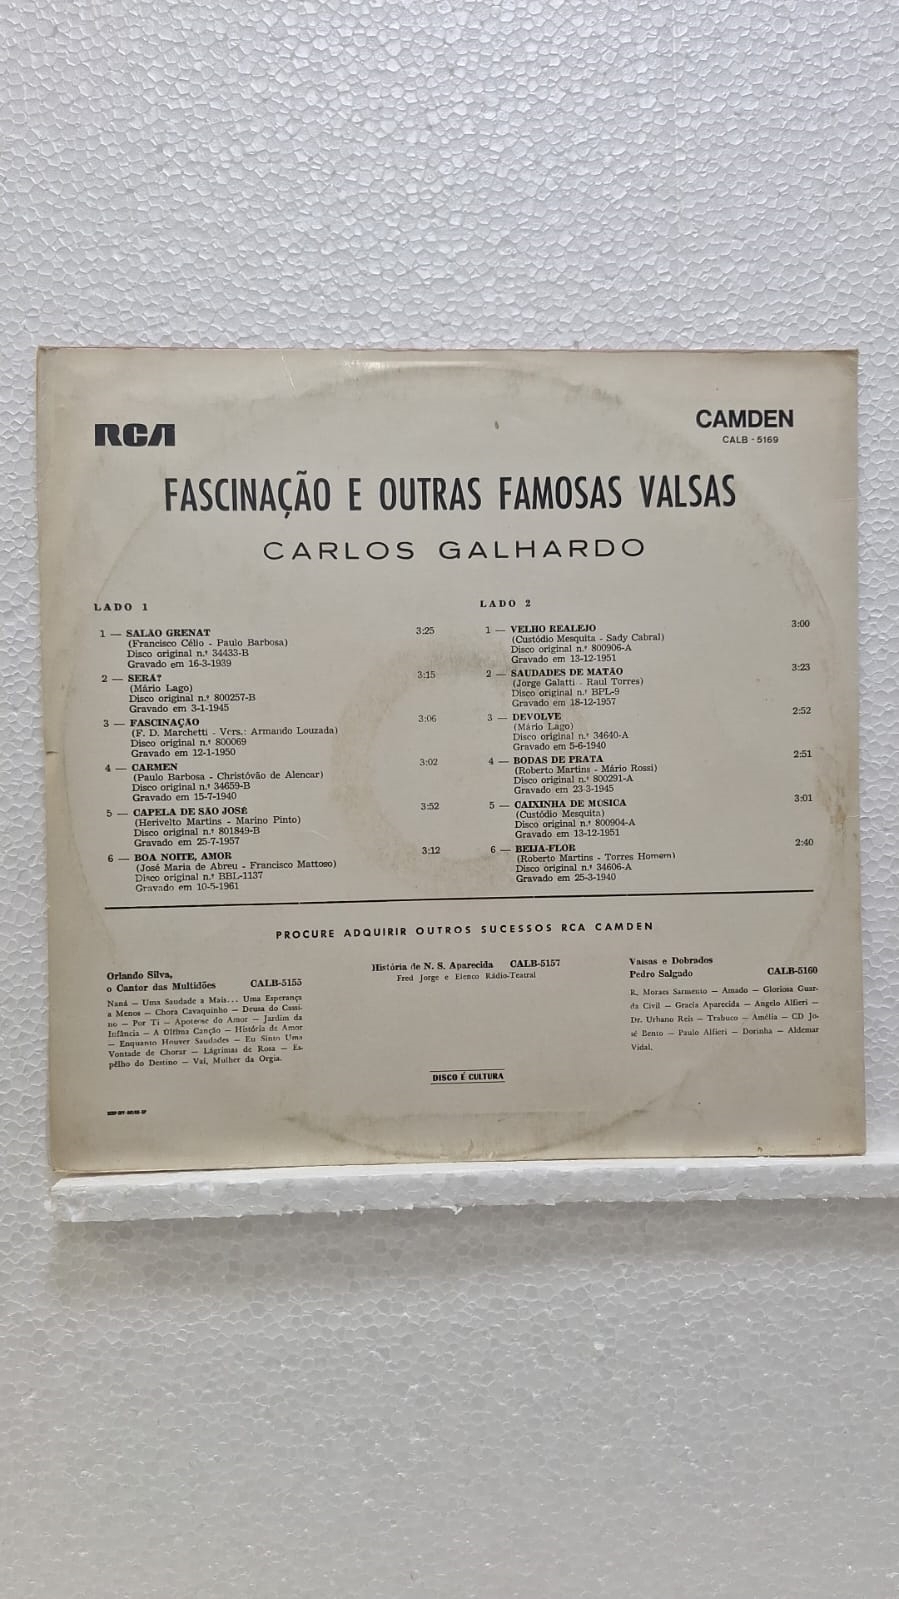 RCA
CAMDEN
CALB - 5169
FASCINAÇÃO E OUTRAS FAMOSAS VALSAS
CARLOS GALHARDO
LADO 1
1 — SALÃO GRENAT 3:25
(Francisco Célio - Paulo Barbosa)
Disco original n.º 34433-B
Gravado em 16-3-1939
2 — SERÁ? 3:15
(Mário Lago)
Disco original n.º 800257-B
Gravado em 3-1-1945
3 — FASCINAÇÃO 3:06
(F. D. Marchetti - Vers.: Armando Louzada)
Disco original n.º 800069
Gravado em 12-1-1950
4 — CARMEN 3:02
(Paulo Barbosa - Christóvão de Alencar)
Disco original n.º 34659-B
Gravado em 15-7-1940
5 — CAPELA DE SÃO JOSÉ 3:52
(Herivelto Martins - Marino Pinto)
Disco original n.º 801849-B
Gravado em 25-7-1957
6 — BOA NOITE, AMOR 3:12
(José Maria de Abreu - Francisco Mattoso)
Disco original n.º BBL-1137
Gravado em 10-5-1961
LADO 2
1 — VELHO REALEJO 3:00
(Custódio Mesquita - Sady Cabral)
Disco original n.º 800906-A
Gravado em 13-12-1951
2 — SAUDADES DE MATÃO 3:23
(Jorge Galatti - Raul Torres)
Disco original n.º BPL-9
Gravado em 18-12-1957
3 — DEVOLVE 2:52
(Mário Lago)
Disco original n.º 34640-A
Gravado em 5-6-1940
4 — BODAS DE PRATA 2:51
(Roberto Martins - Mário Rossi)
Disco original n.º 800291-A
Gravado em 23-3-1945
5 — CAIXINHA DE MÚSICA 3:01
(Custódio Mesquita)
Disco original n.º 800904-A
Gravado em 13-12-1951
6 — BEIJA-FLOR 2:40
(Roberto Martins - Torres Homem)
Disco original n.º 34606-A
Gravado em 25-3-1940
PROCURE ADQUIRIR OUTROS SUCESSOS RCA CAMDEN
Orlando Silva,
o Cantor das Multidões CALB-5155
Naná — Uma Saudade a Mais... Uma Esperança
a Menos — Chora Cavaquinho — Deusa do Cassi-
no — Por Ti — Apoteose do Amor — Jardim da
Infância — A Última Canção — História de Amor
— Enquanto Houver Saudades — Eu Sinto Uma
Vontade de Chorar — Lágrimas de Rosa — Es-
pêlho do Destino — Vai, Mulher da Orgia.
História de N. S. Aparecida CALB-5157
Fred Jorge e Elenco Rádio-Teatral
Valsas e Dobrados
Pedro Salgado CALB-5160
R. Moraes Sarmento — Amado — Gloriosa Guar-
da Civil — Gracia Aparecida — Angelo Alfieri —
Dr. Urbano Reis — Trabuco — Amélia — CD Jo-
sé Bento — Paulo Alfieri — Dorinha — Aldemar
Vidal.
DISCO É CULTURA